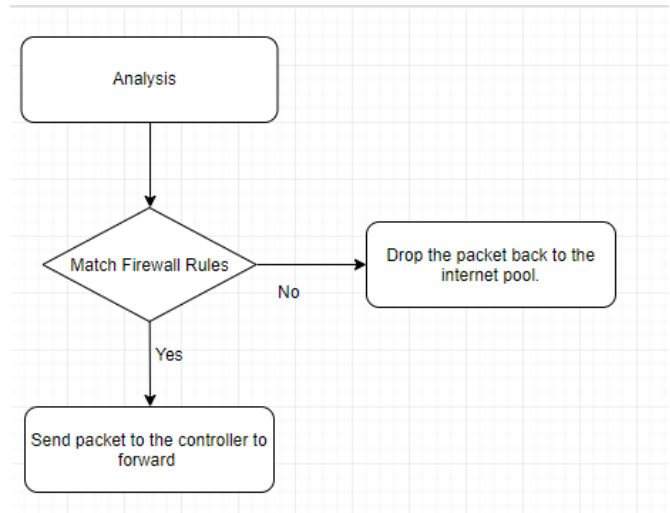 Analysis
Match Firewall Rules
Drop the packet back to the
internet pool.
No
Yes
Send packet to the controller to
forward